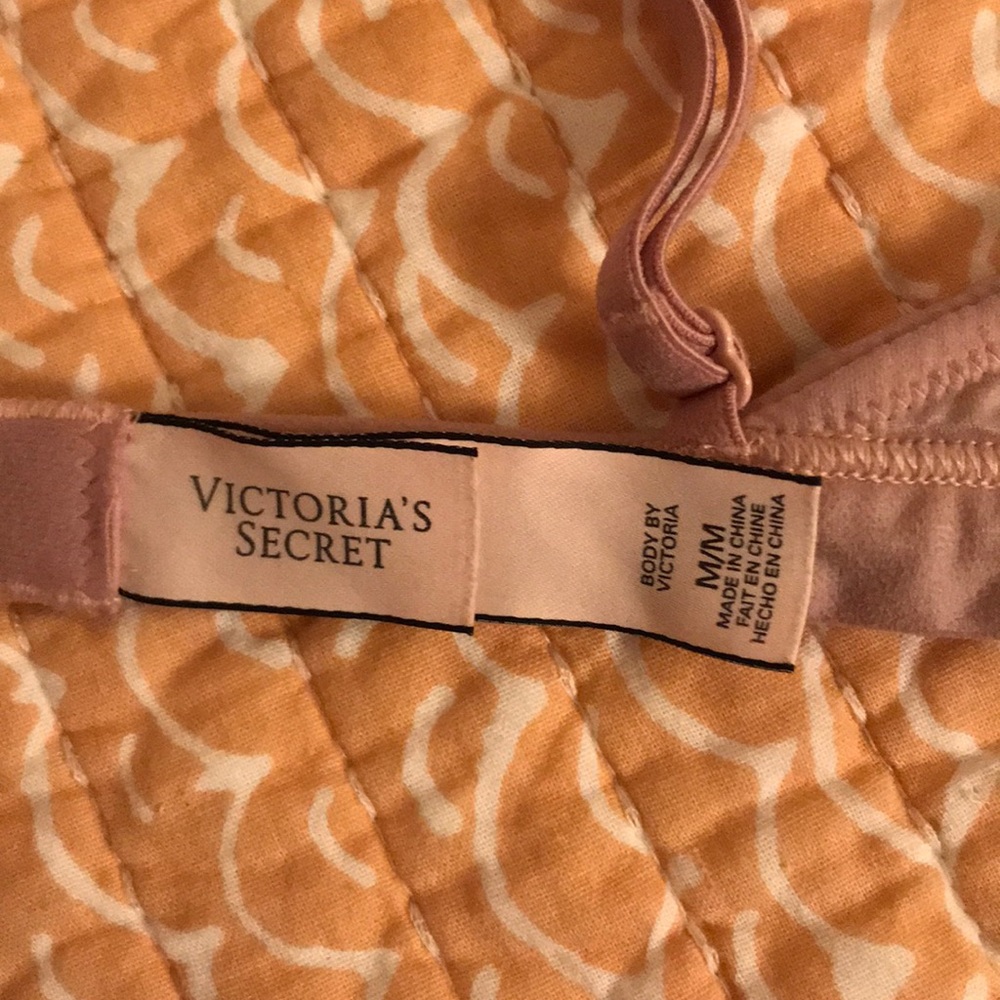 VICTORIA'S
SECRET
BODY BY
VICTORIA
M/M
MADE IN CHINA
FAIT EN CHINE
HECHO EN CHINA